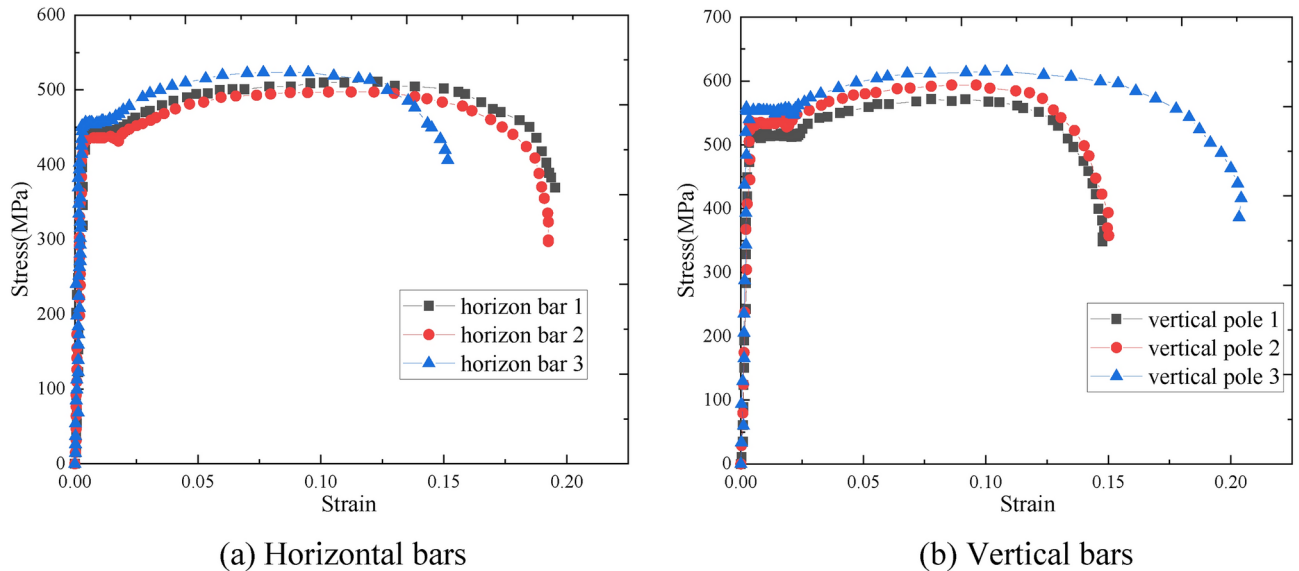 600
500
400
300
200
100
0
Stress(MPa)
0.00 0.05 0.10 0.15 0.20
Strain
horizon bar 1
horizon bar 2
horizon bar 3
(a) Horizontal bars
700
600
500
400
300
200
100
0
Stress(MPa)
0.00 0.05 0.10 0.15 0.20
Strain
vertical pole 1
vertical pole 2
vertical pole 3
(b) Vertical bars